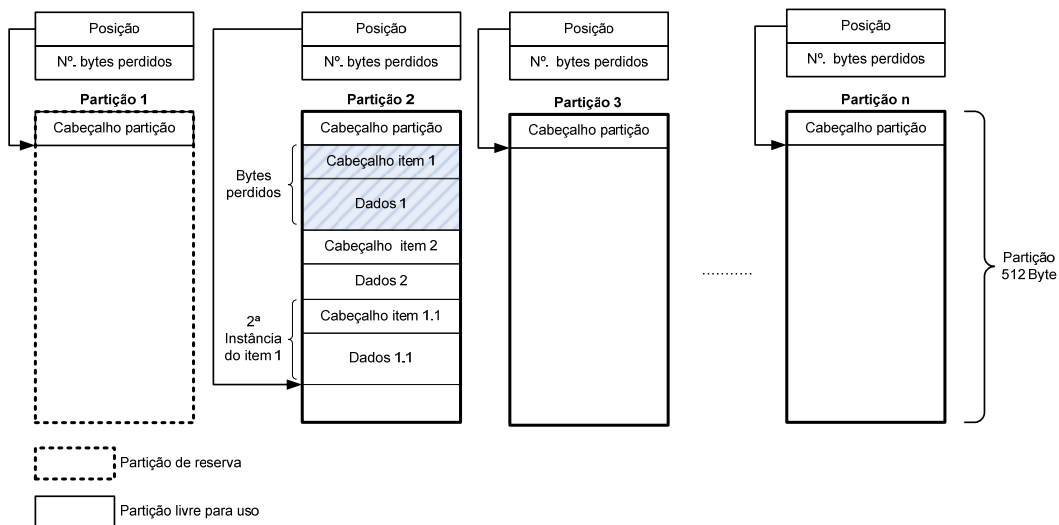 Posição
Nº. bytes perdidos
Posição
Nº. bytes perdidos
Posição
Nº. bytes perdidos
Posição
Nº. bytes perdidos
Partição 1
Cabeçalho partição
Partição 2
Cabeçalho partição
Cabeçalho item 1
Dados 1
Cabeçalho item 2
Dados 2
Cabeçalho item 1.1
Dados 1.1
Bytes
perdidos
2ª
Instância
do item 1
Partição 3
Cabeçalho partição
...........
Partição n
Cabeçalho partição
Partição
512 Byte
Partição de reserva
Partição livre para uso